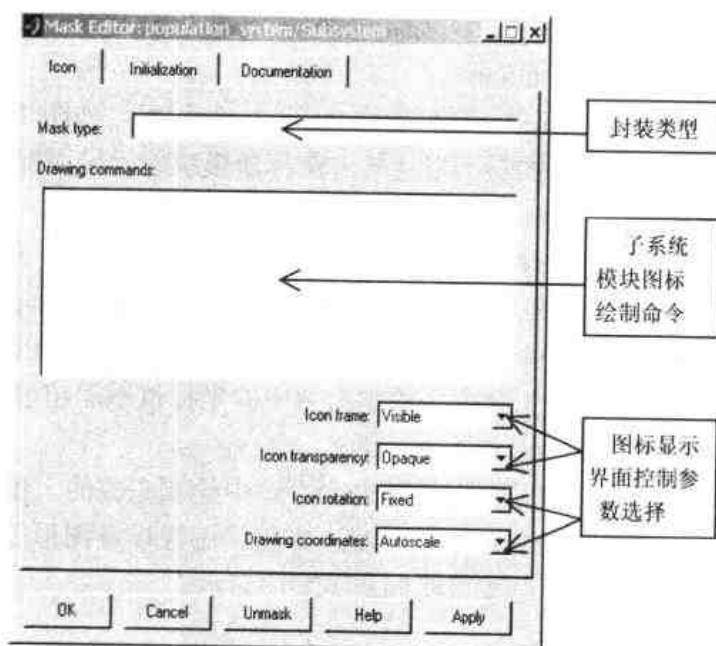 Mask Editor: population_system/Subsystem
Icon
Initialization
Documentation
Mask type:
封装类型
Drawing commands:
子系统
模块图标
绘制命令
Icon frame: Visible
Icon transparency: Opaque
Icon rotation: Fixed
Drawing coordinates: Autoscale
图标显示
界面控制参
数选择
OK
Cancel
Unmask
Help
Apply